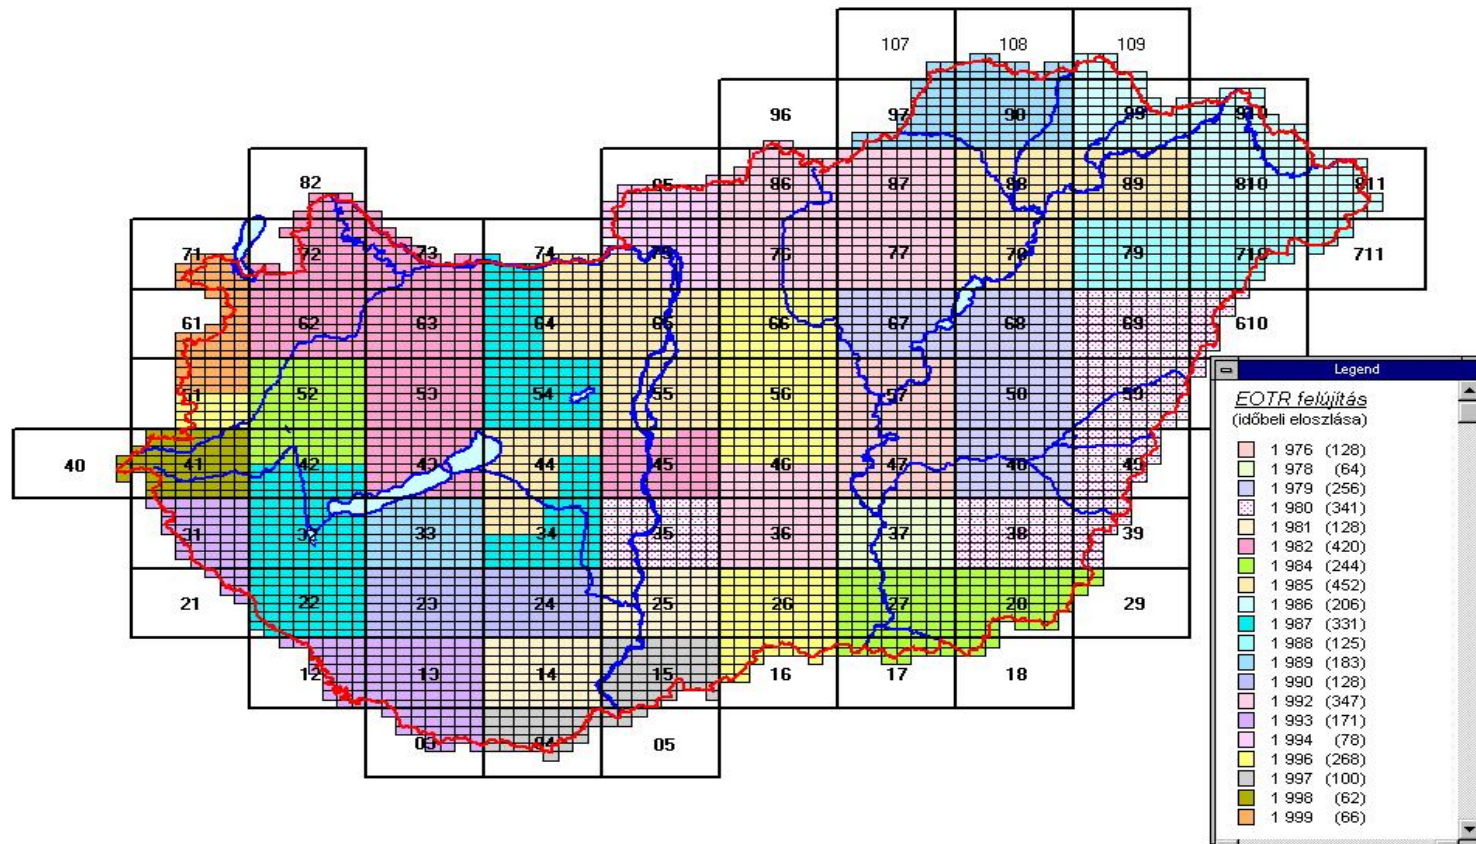 107 108 109
96 97 98 99 910
82 85 86 87 88 89 810 811
71 72 73 74 75 76 77 78 79 710 711
61 62 63 64 65 66 67 68 69 610
51 52 53 54 55 56 57 58 59
40 41 42 43 44 45 46 47 48 49
31 32 33 34 35 36 37 38 39
21 22 23 24 25 26 27 28 29
12 13 14 15 16 17 18
03 04 05
Legend
EOTR felújítás
(időbeli eloszlása)
1 976 (128)
1 978 (64)
1 979 (256)
1 980 (341)
1 981 (128)
1 982 (420)
1 984 (244)
1 985 (452)
1 986 (206)
1 987 (331)
1 988 (125)
1 989 (183)
1 990 (128)
1 992 (347)
1 993 (171)
1 994 (78)
1 996 (268)
1 997 (100)
1 998 (62)
1 999 (66)